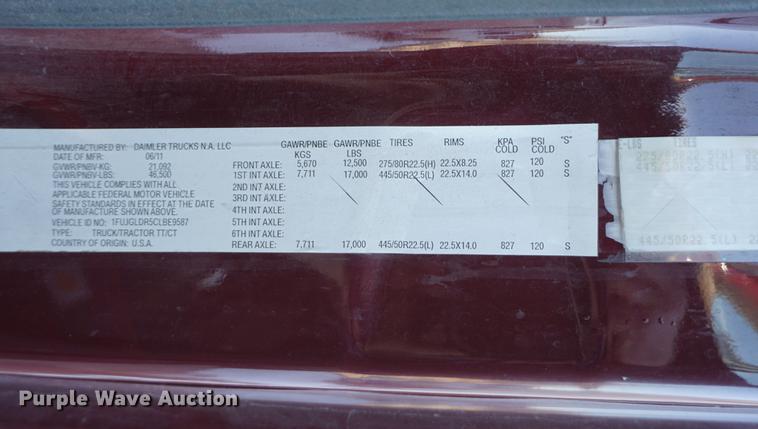 MANUFACTURED BY: DAIMLER TRUCKS N.A. LLC
DATE OF MFR: 06/11
GVWR/PNBV-KG: 21,092
GVWR/PNBV-LBS: 46,500
THIS VEHICLE COMPLIES WITH ALL
APPLICABLE FEDERAL MOTOR VEHICLE
SAFETY STANDARDS IN EFFECT AT THE DATE
OF MANUFACTURE SHOWN ABOVE.
VEHICLE ID NO: 1FUJGLDR5CLBE9587
TYPE: TRUCK/TRACTOR TT/CT
COUNTRY OF ORIGIN: U.S.A.
GAWR/PNBE KGS GAWR/PNBE LBS TIRES RIMS KPA COLD PSI COLD "S"
FRONT AXLE: 5,670 12,500 275/80R22.5(H) 22.5X8.25 827 120 S
1ST INT AXLE: 7,711 17,000 445/50R22.5(L) 22.5X14.0 827 120 S
2ND INT AXLE:
3RD INT AXLE:
4TH INT AXLE:
5TH INT AXLE:
6TH INT AXLE:
REAR AXLE: 7,711 17,000 445/50R22.5(L) 22.5X14.0 827 120 S
E-LBS TIRES
445/50R22.5(L)
Purple Wave Auction